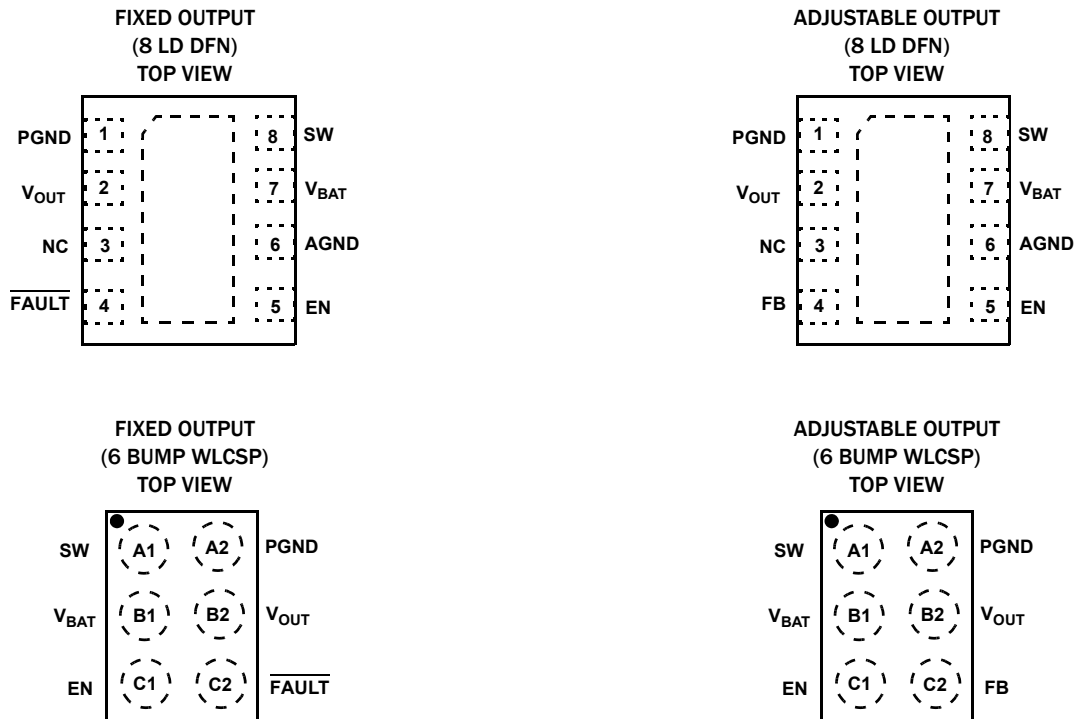 FIXED OUTPUT
(8 LD DFN)
TOP VIEW
PGND 1 8 SW
VOUT 2 7 VBAT
NC 3 6 AGND
FAULT 4 5 EN
ADJUSTABLE OUTPUT
(8 LD DFN)
TOP VIEW
PGND 1 8 SW
VOUT 2 7 VBAT
NC 3 6 AGND
FB 4 5 EN
FIXED OUTPUT
(6 BUMP WLCSP)
TOP VIEW
SW A1 A2 PGND
VBAT B1 B2 VOUT
EN C1 C2 FAULT
ADJUSTABLE OUTPUT
(6 BUMP WLCSP)
TOP VIEW
SW A1 A2 PGND
VBAT B1 B2 VOUT
EN C1 C2 FB